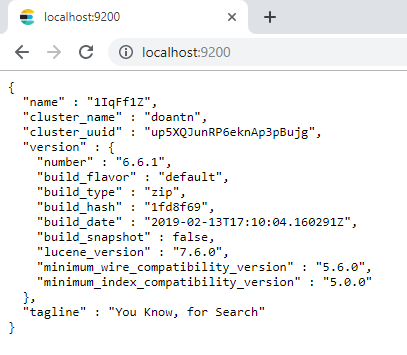 localhost:9200
localhost:9200
{
  "name" : "1IqFf1Z",
  "cluster_name" : "doantn",
  "cluster_uuid" : "up5XQJunRP6eknAp3pBujg",
  "version" : {
    "number" : "6.6.1",
    "build_flavor" : "default",
    "build_type" : "zip",
    "build_hash" : "1fd8f69",
    "build_date" : "2019-02-13T17:10:04.160291Z",
    "build_snapshot" : false,
    "lucene_version" : "7.6.0",
    "minimum_wire_compatibility_version" : "5.6.0",
    "minimum_index_compatibility_version" : "5.0.0"
  },
  "tagline" : "You Know, for Search"
}